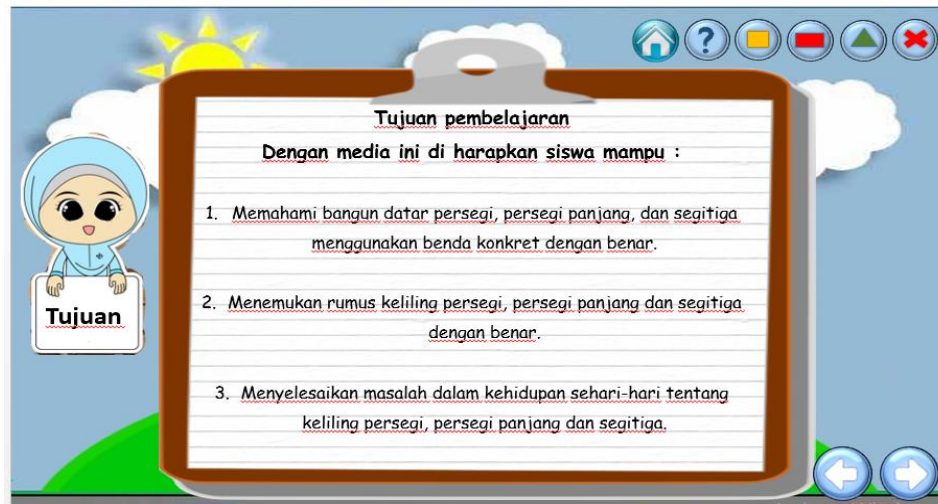 Tujuan pembelajaran
Dengan media ini di harapkan siswa mampu :
1. Memahami bangun datar persegi, persegi panjang, dan segitiga
menggunakan benda konkret dengan benar.
2. Menemukan rumus keliling persegi, persegi panjang dan segitiga
dengan benar.
3. Menyelesaikan masalah dalam kehidupan sehari-hari tentang
keliling persegi, persegi panjang dan segitiga.
Tujuan
?